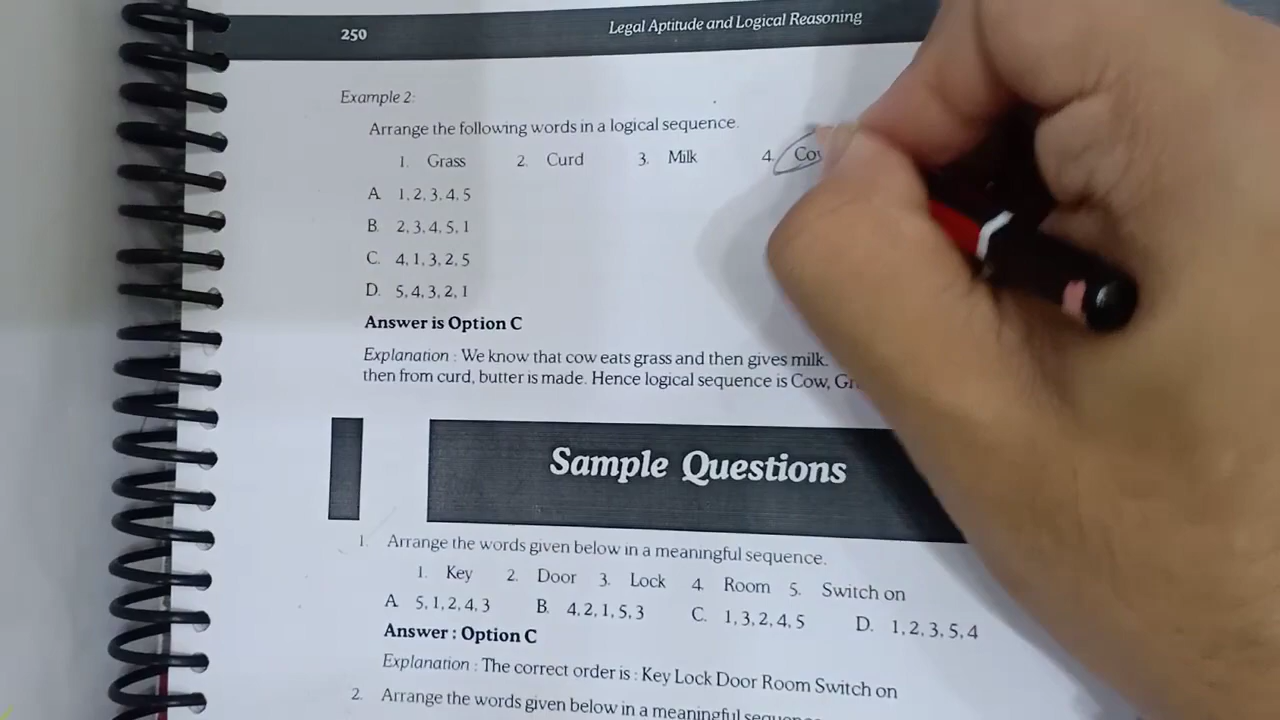 250
Legal Aptitude and Logical Reasoning
Example 2:
Arrange the following words in a logical sequence.
1. Grass 2. Curd 3. Milk 4.
A. 1, 2, 3, 4, 5
B. 2, 3, 4, 5, 1
C. 4, 1, 3, 2, 5
D. 5, 4, 3, 2, 1
Answer is Option C
Explanation : We know that cow eats grass and then gives milk.
then from curd, butter is made. Hence logical sequence is Cow,
Sample Questions
1. Arrange the words given below in a meaningful sequence.
1. Key 2. Door 3. Lock 4. Room 5. Switch on
A. 5, 1, 2, 4, 3 B. 4, 2, 1, 5, 3 C. 1, 3, 2, 4, 5 D. 1, 2, 3, 5, 4
Answer : Option C
Explanation : The correct order is : Key Lock Door Room Switch on
2. Arrange the words given below in a meaningful